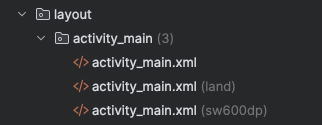 layout
activity_main (3)
</> activity_main.xml
</> activity_main.xml (land)
</> activity_main.xml (sw600dp)